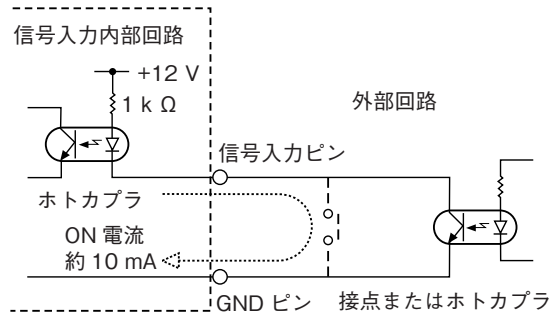 信号入力内部回路
+12 V
1 k Ω
外部回路
信号入力ピン
ホトカプラ
ON 電流
約 10 mA
GND ピン
接点またはホトカプラ